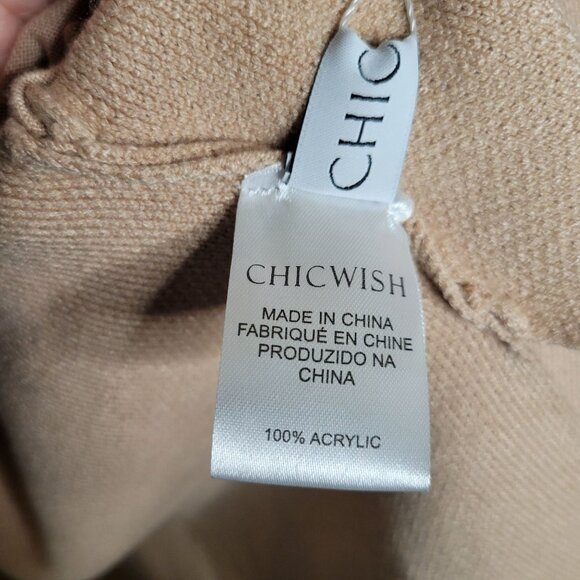 CHIC
CHICWISH
MADE IN CHINA
FABRIQUÉ EN CHINE
PRODUZIDO NA
CHINA
100% ACRYLIC